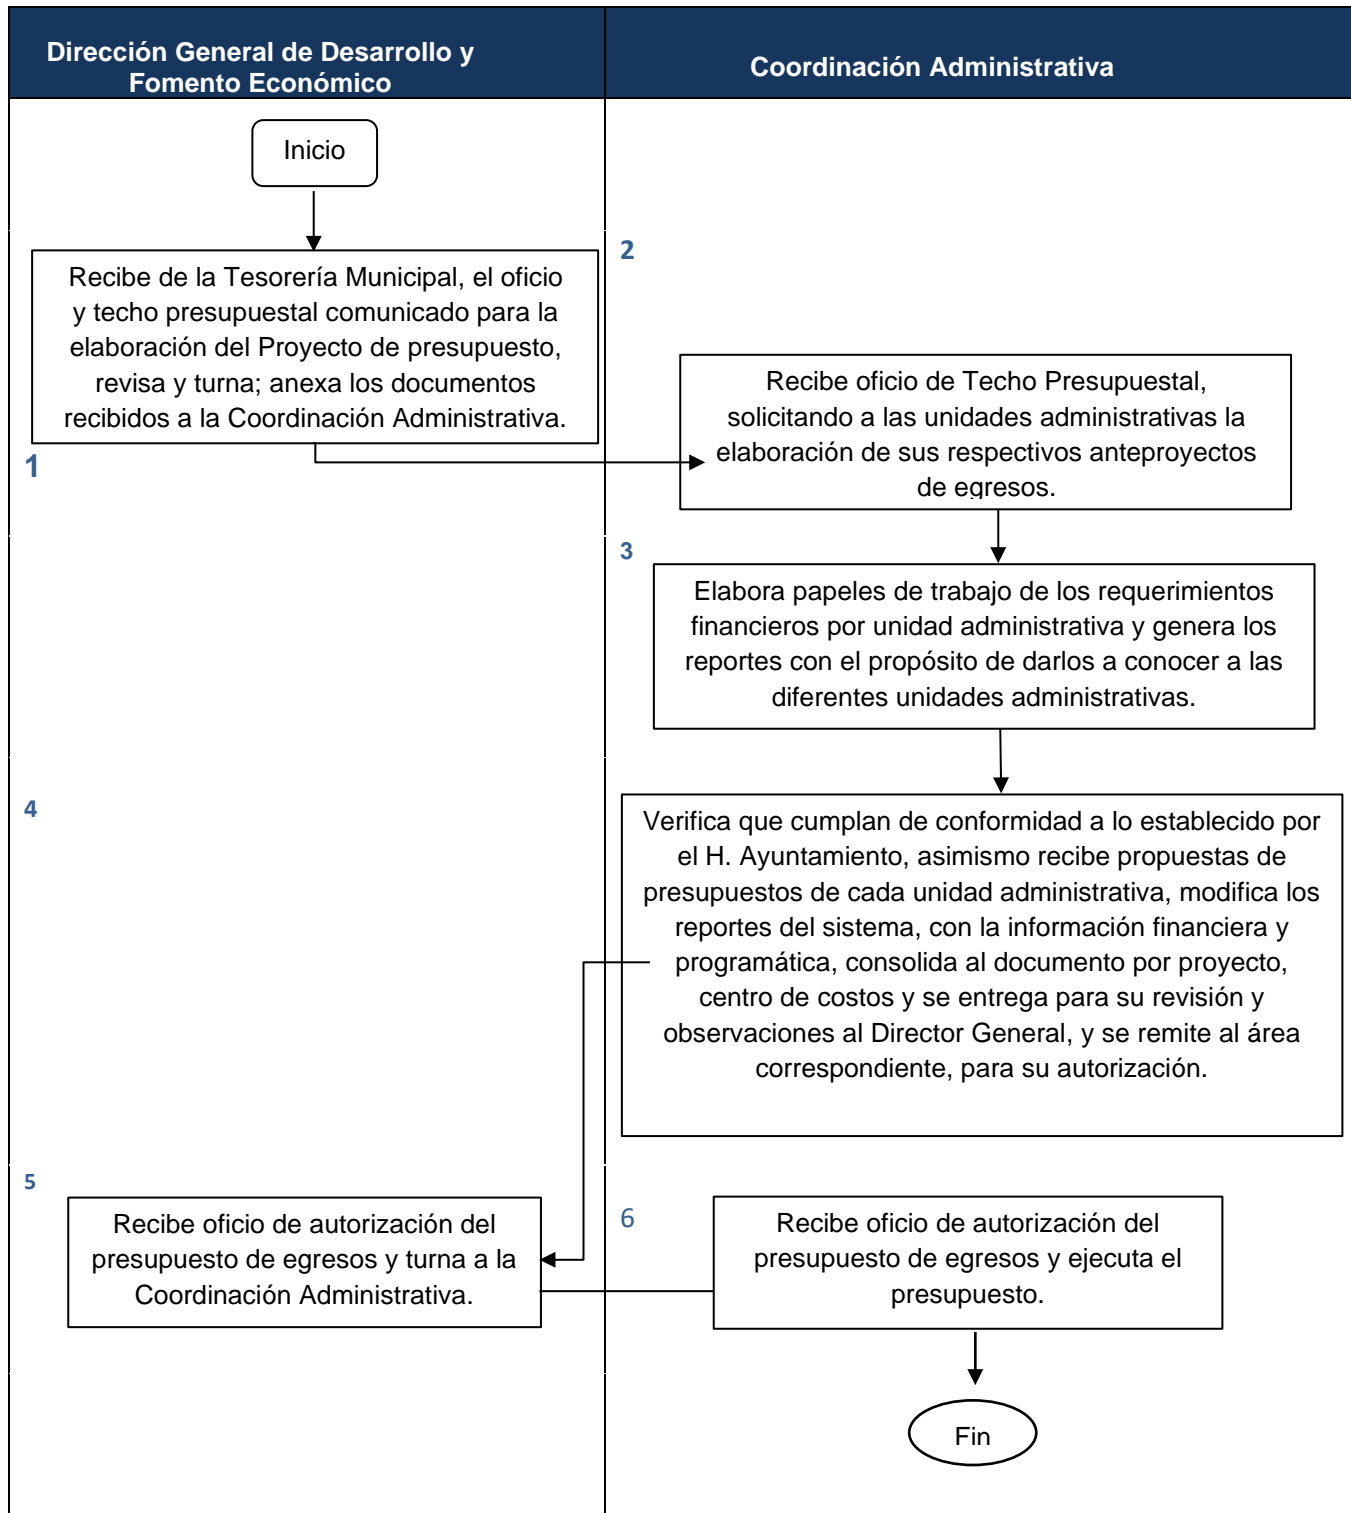 Dirección General de Desarrollo y
Fomento Económico
Coordinación Administrativa
Inicio
Recibe de la Tesorería Municipal, el oficio
y techo presupuestal comunicado para la
elaboración del Proyecto de presupuesto,
revisa y turna; anexa los documentos
recibidos a la Coordinación Administrativa.
1
2
Recibe oficio de Techo Presupuestal,
solicitando a las unidades administrativas la
elaboración de sus respectivos anteproyectos
de egresos.
3
Elabora papeles de trabajo de los requerimientos
financieros por unidad administrativa y genera los
reportes con el propósito de darlos a conocer a las
diferentes unidades administrativas.
4
Verifica que cumplan de conformidad a lo establecido por
el H. Ayuntamiento, asimismo recibe propuestas de
presupuestos de cada unidad administrativa, modifica los
reportes del sistema, con la información financiera y
programática, consolida al documento por proyecto,
centro de costos y se entrega para su revisión y
observaciones al Director General, y se remite al área
correspondiente, para su autorización.
5
Recibe oficio de autorización del
presupuesto de egresos y turna a la
Coordinación Administrativa.
6
Recibe oficio de autorización del
presupuesto de egresos y ejecuta el
presupuesto.
Fin